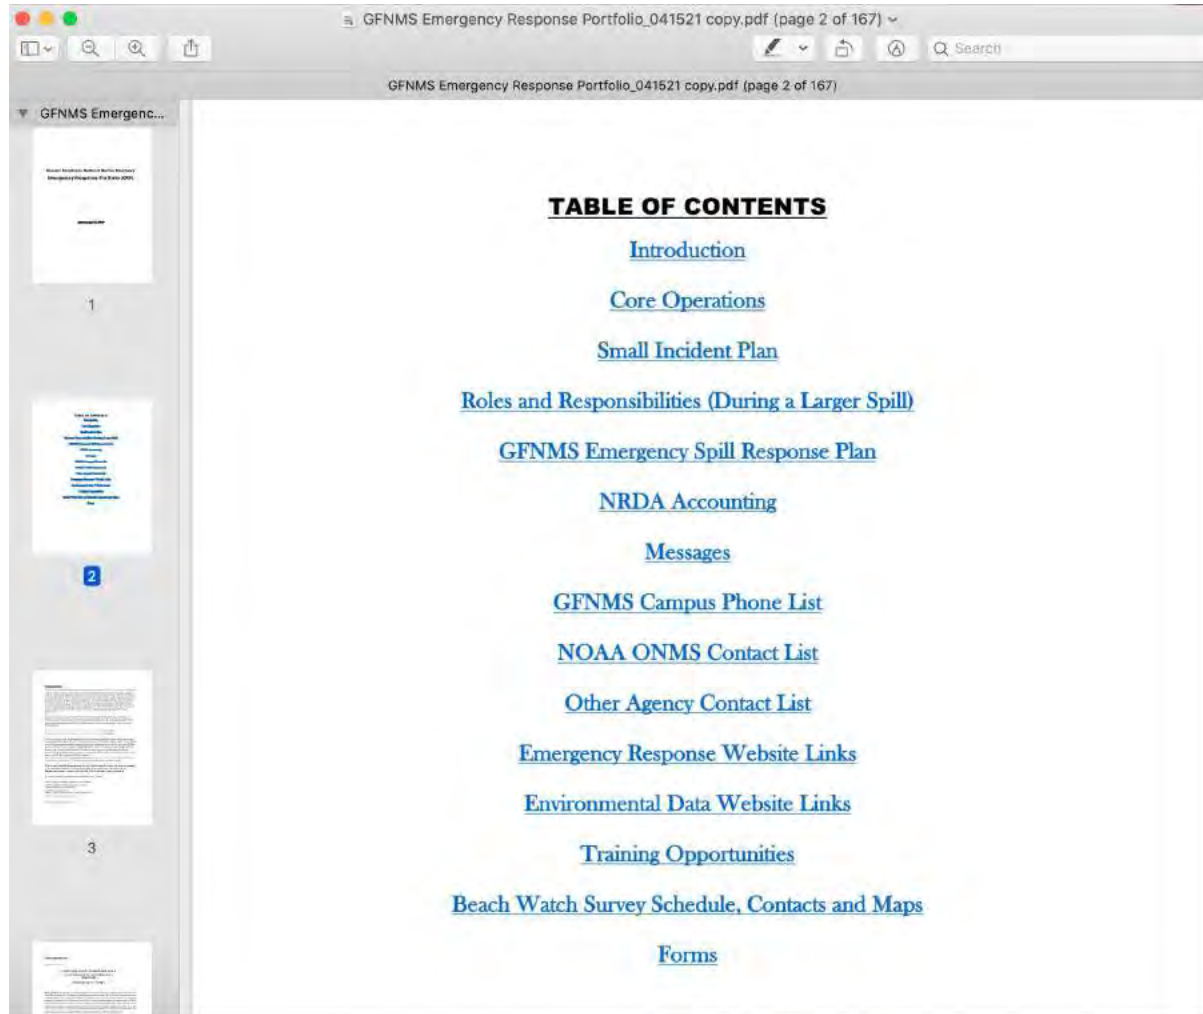 GFNMS Emergency Response Portfolio_041521 copy.pdf (page 2 of 167)
Search
GFNMS Emergency Response Portfolio_041521 copy.pdf (page 2 of 167)
GFNMS Emergenc...
1
2
3
TABLE OF CONTENTS
Introduction
Core Operations
Small Incident Plan
Roles and Responsibilities (During a Larger Spill)
GFNMS Emergency Spill Response Plan
NRDA Accounting
Messages
GFNMS Campus Phone List
NOAA ONMS Contact List
Other Agency Contact List
Emergency Response Website Links
Environmental Data Website Links
Training Opportunities
Beach Watch Survey Schedule, Contacts and Maps
Forms